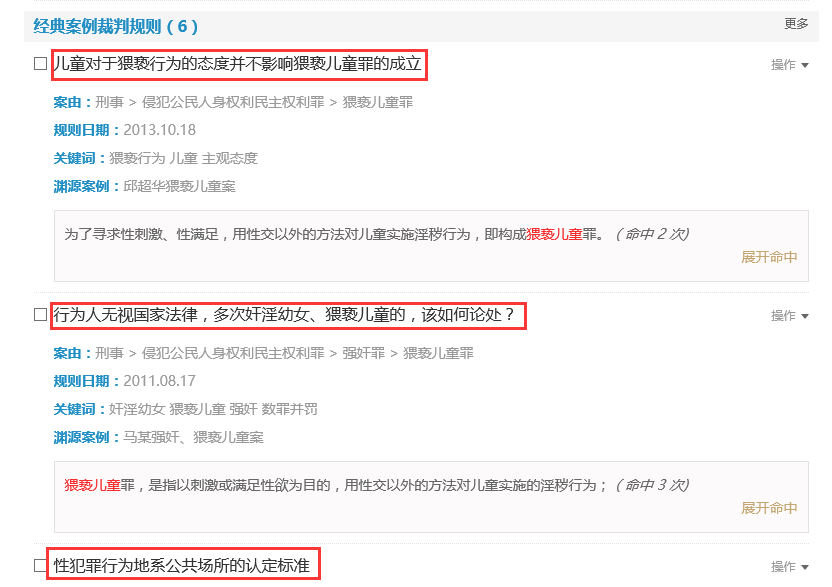 经典案例裁判规则（6）
更多
儿童对于猥亵行为的态度并不影响猥亵儿童罪的成立
操作
案由：刑事 > 侵犯公民人身权利民主权利罪 > 猥亵儿童罪
规则日期：2013.10.18
关键词：猥亵行为 儿童 主观态度
渊源案例：邱超华猥亵儿童案
为了寻求性刺激、性满足，用性交以外的方法对儿童实施淫秽行为，即构成猥亵儿童罪。（命中 2 次）
展开命中
行为人无视国家法律，多次奸淫幼女、猥亵儿童的，该如何论处？
操作
案由：刑事 > 侵犯公民人身权利民主权利罪 > 强奸罪 > 猥亵儿童罪
规则日期：2011.08.17
关键词：奸淫幼女 猥亵儿童 强奸 数罪并罚
渊源案例：马某强奸、猥亵儿童案
猥亵儿童罪，是指以刺激或满足性欲为目的，用性交以外的方法对儿童实施的淫秽行为；（命中 3 次）
展开命中
性犯罪行为地系公共场所的认定标准
操作